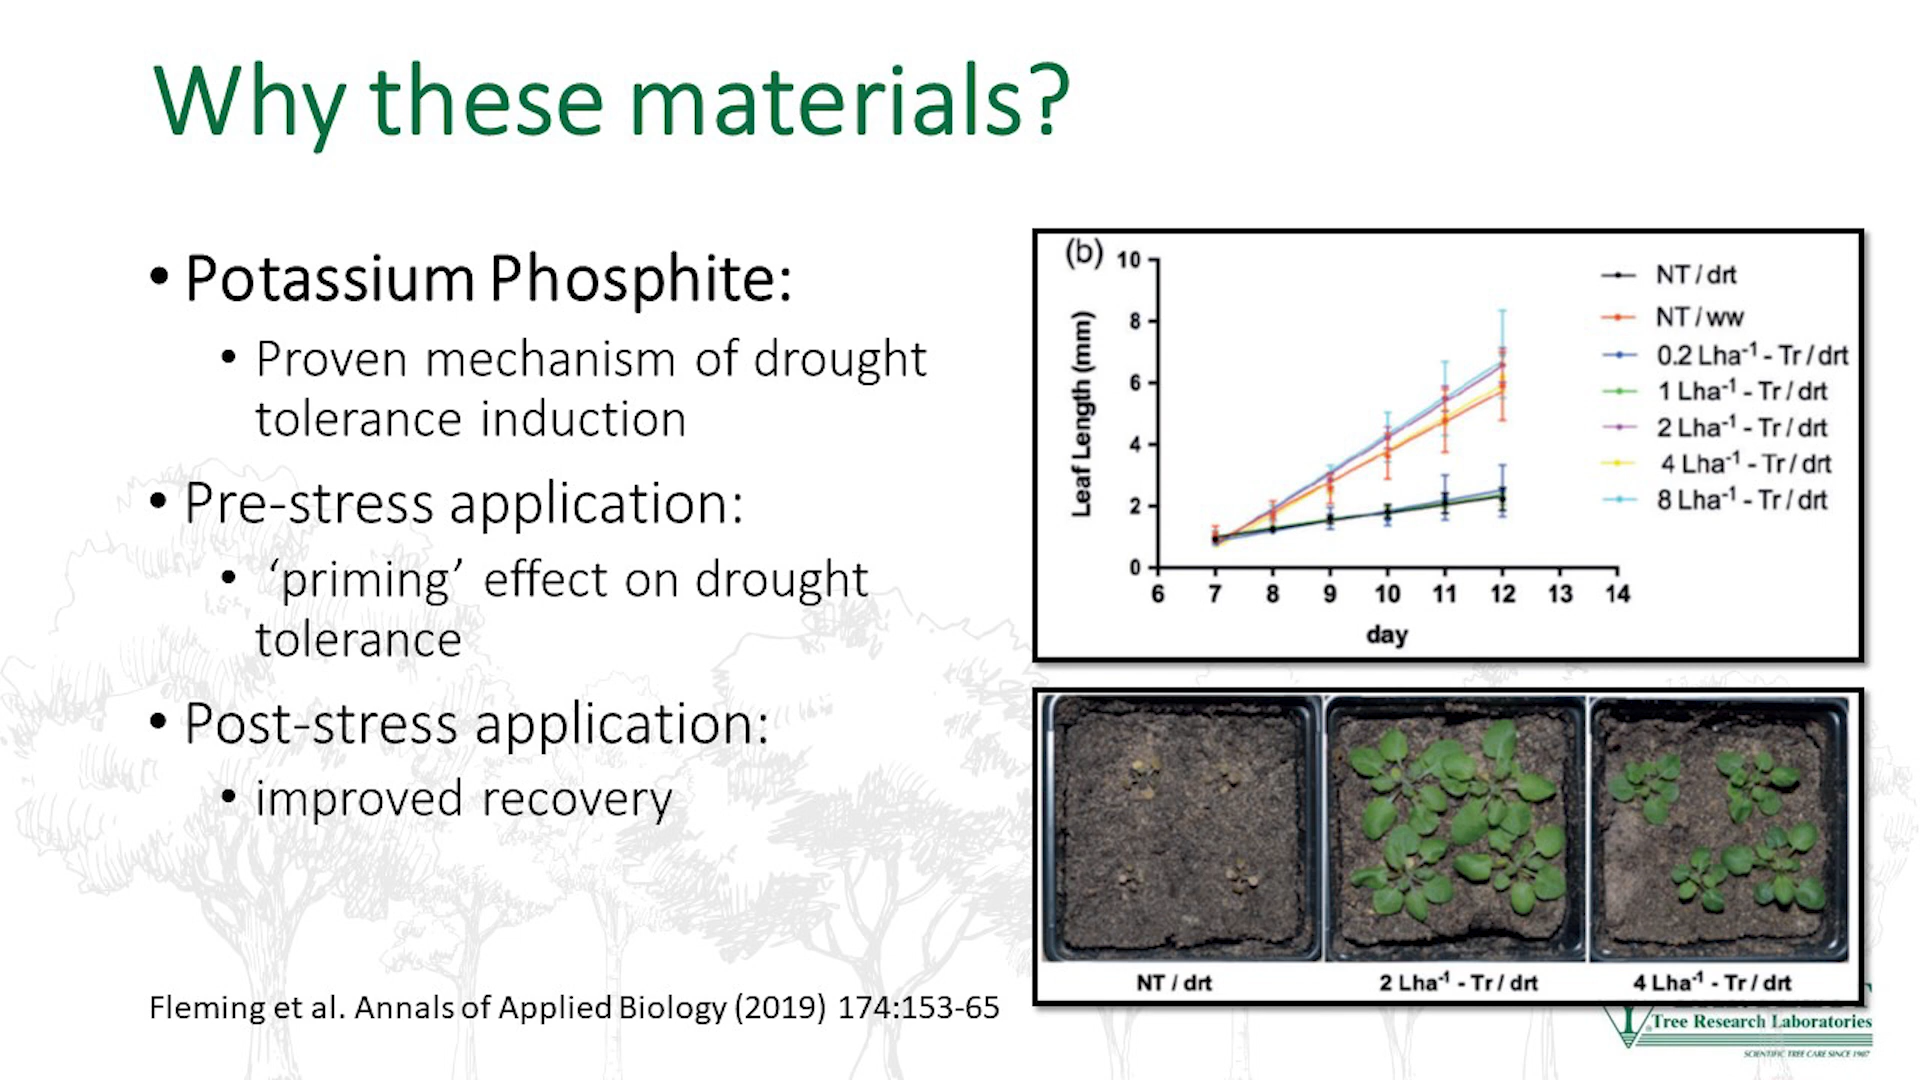 Why these materials?
• Potassium Phosphite:
• Proven mechanism of drought
tolerance induction
• Pre-stress application:
• ‘priming’ effect on drought
tolerance
• Post-stress application:
• improved recovery
Fleming et al. Annals of Applied Biology (2019) 174:153-65
(b)
10
8
6
4
2
0
Leaf Length (mm)
6 7 8 9 10 11 12 13 14
day
NT / drt
NT / ww
0.2 Lha⁻¹ - Tr / drt
1 Lha⁻¹ - Tr / drt
2 Lha⁻¹ - Tr / drt
4 Lha⁻¹ - Tr / drt
8 Lha⁻¹ - Tr / drt
NT / drt
2 Lha⁻¹ - Tr / drt
4 Lha⁻¹ - Tr / drt
Tree Research Laboratories
SCIENTIFIC TREE CARE SINCE 1907